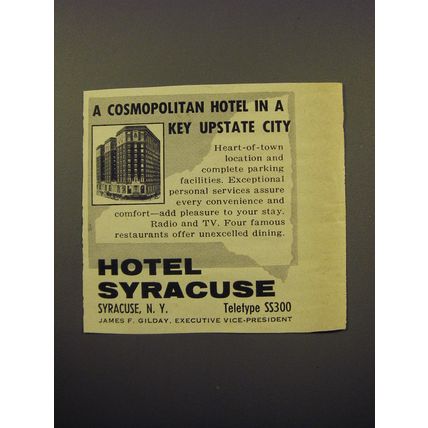 A COSMOPOLITAN HOTEL IN A
KEY UPSTATE CITY
Heart-of-town
location and
complete parking
facilities. Exceptional
personal services assure
every convenience and
comfort—add pleasure to your stay.
Radio and TV. Four famous
restaurants offer unexcelled dining.
HOTEL
SYRACUSE
SYRACUSE, N. Y. Teletype SS300
JAMES F. GILDAY, EXECUTIVE VICE-PRESIDENT